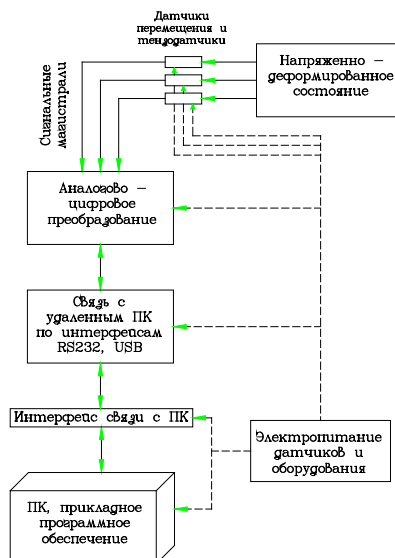 Датчики
перемещения и
тензодатчики
Напряженно –
деформированное
состояние
Сигнальные
магистрали
Аналогово –
цифровое
преобразование
Связь с
удаленным ПК
по интерфейсам
RS232, USB
Интерфейс связи с ПК
Электропитание
датчиков и
оборудования
ПК, прикладное
программное
обеспечение